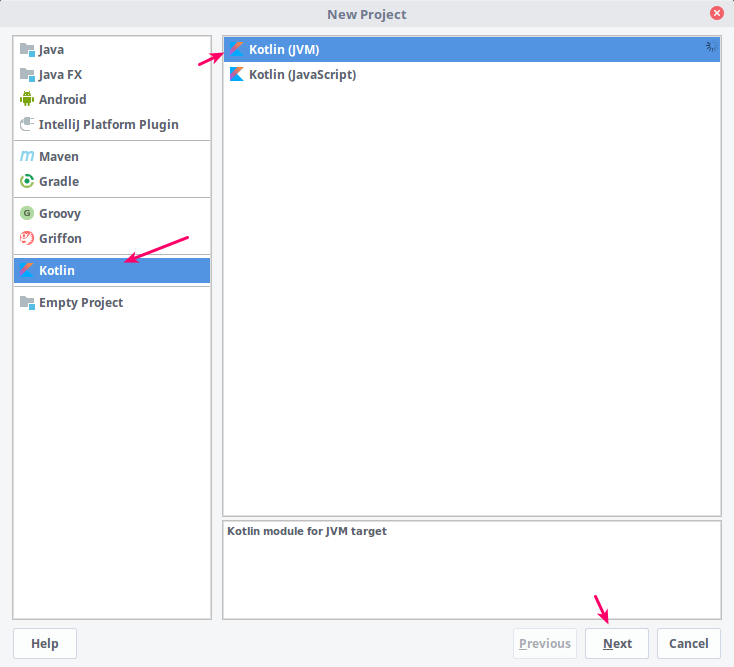 New Project
Java
Java FX
Android
IntelliJ Platform Plugin
Maven
Gradle
Groovy
Griffon
Kotlin
Empty Project
Kotlin (JVM)
Kotlin (JavaScript)
Kotlin module for JVM target
Help
Previous
Next
Cancel